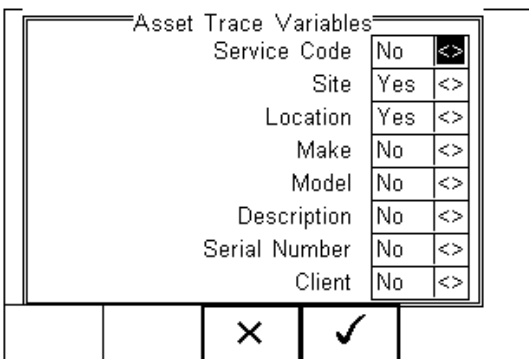 Asset Trace Variables
Service Code No <>
Site Yes <>
Location Yes <>
Make No <>
Model No <>
Description No <>
Serial Number No <>
Client No <>